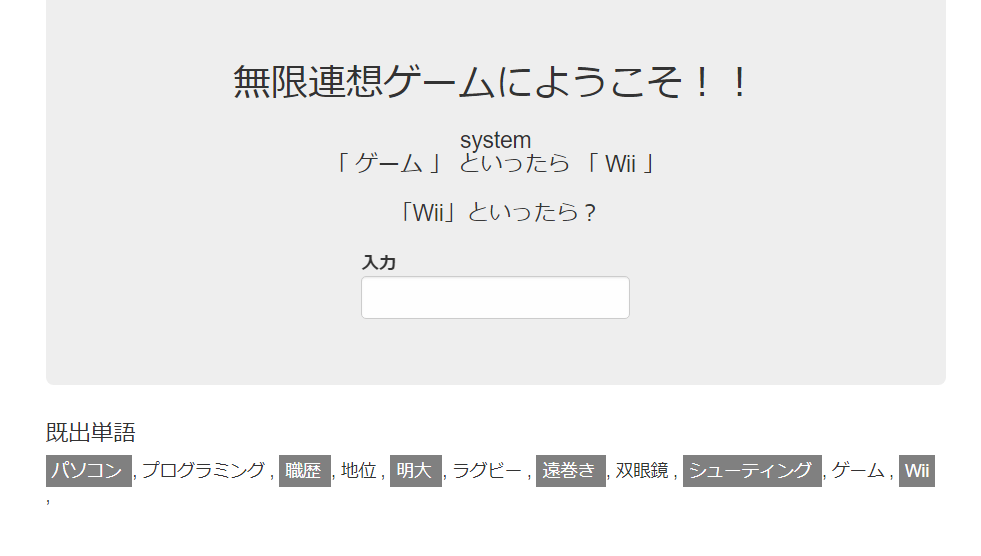 無限連想ゲームにようこそ！！
system
「 ゲーム 」 といったら 「 Wii 」
「Wii」といったら？
入力
既出単語
パソコン , プログラミング , 職歴 , 地位 , 明大 , ラグビー , 遠巻き , 双眼鏡 , シューティング , ゲーム , Wii
,